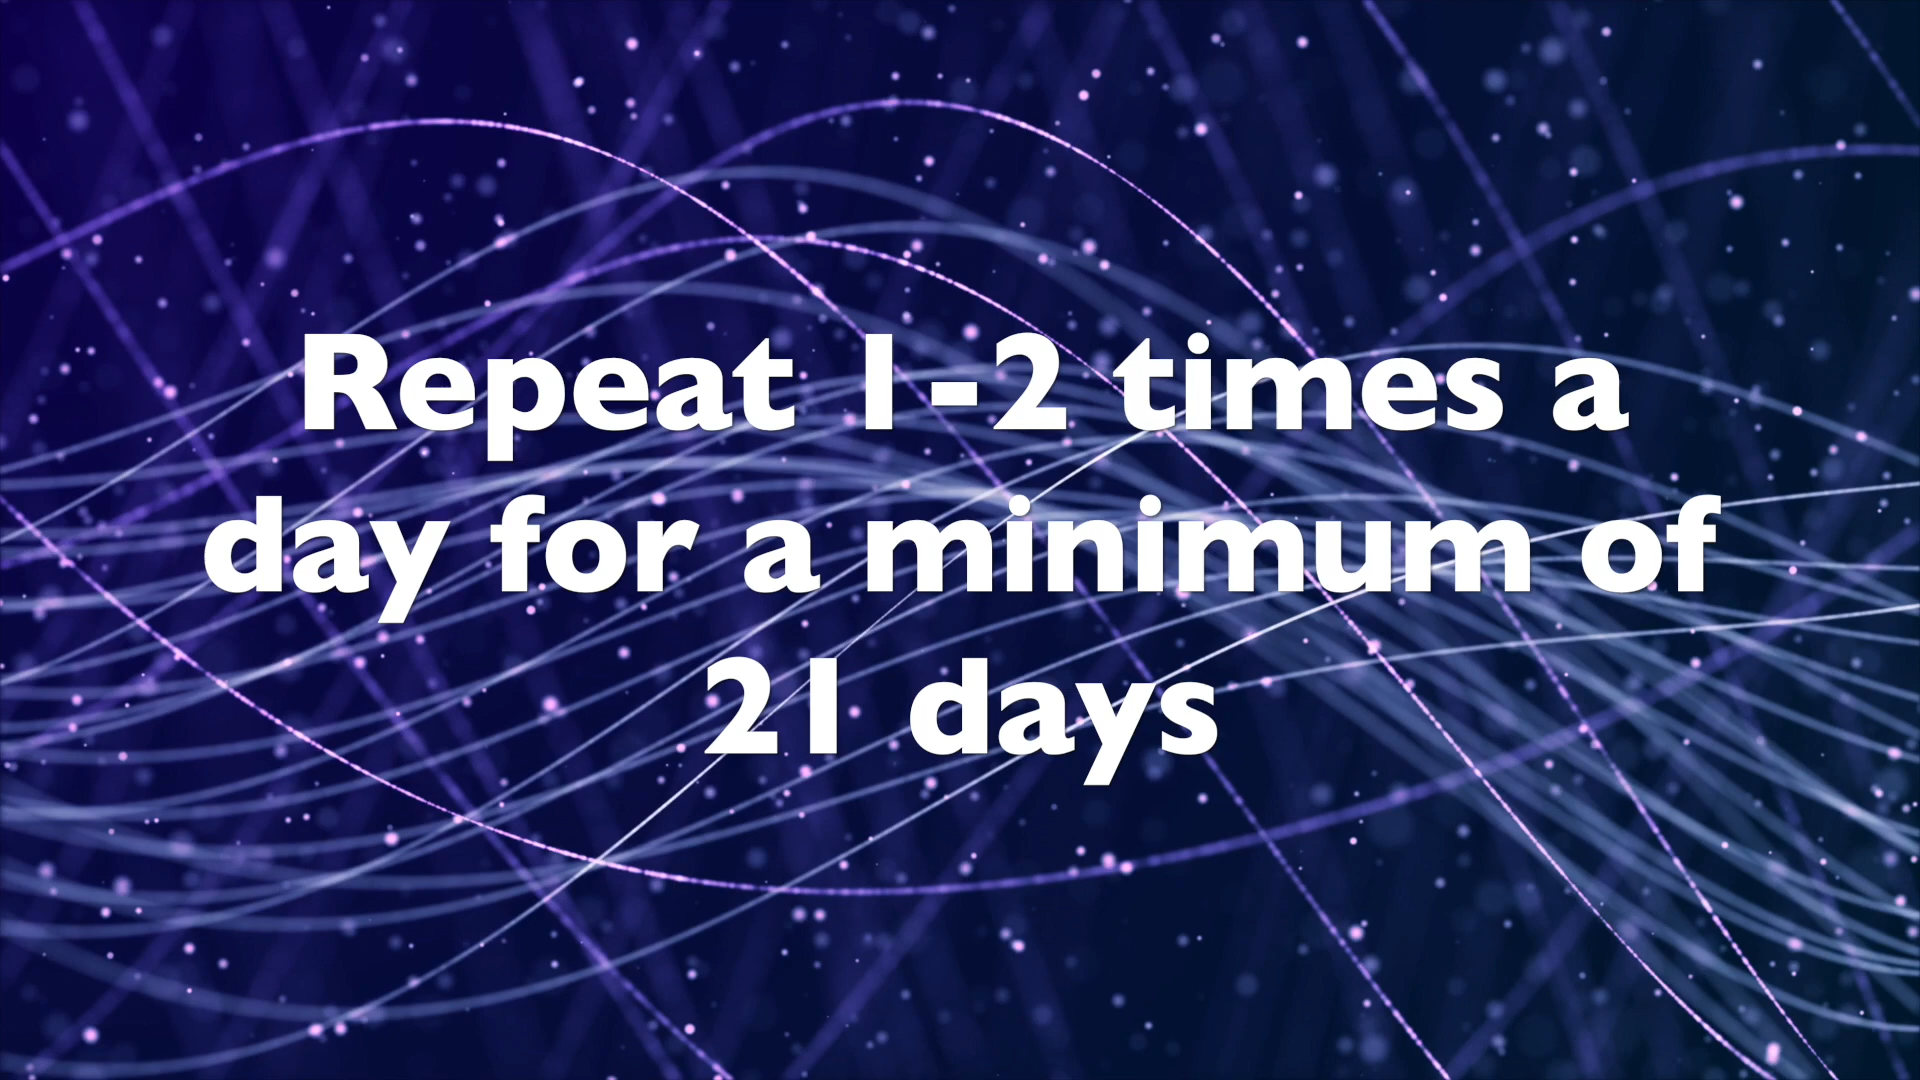 Repeat 1-2 times a
day for a minimum of
21 days